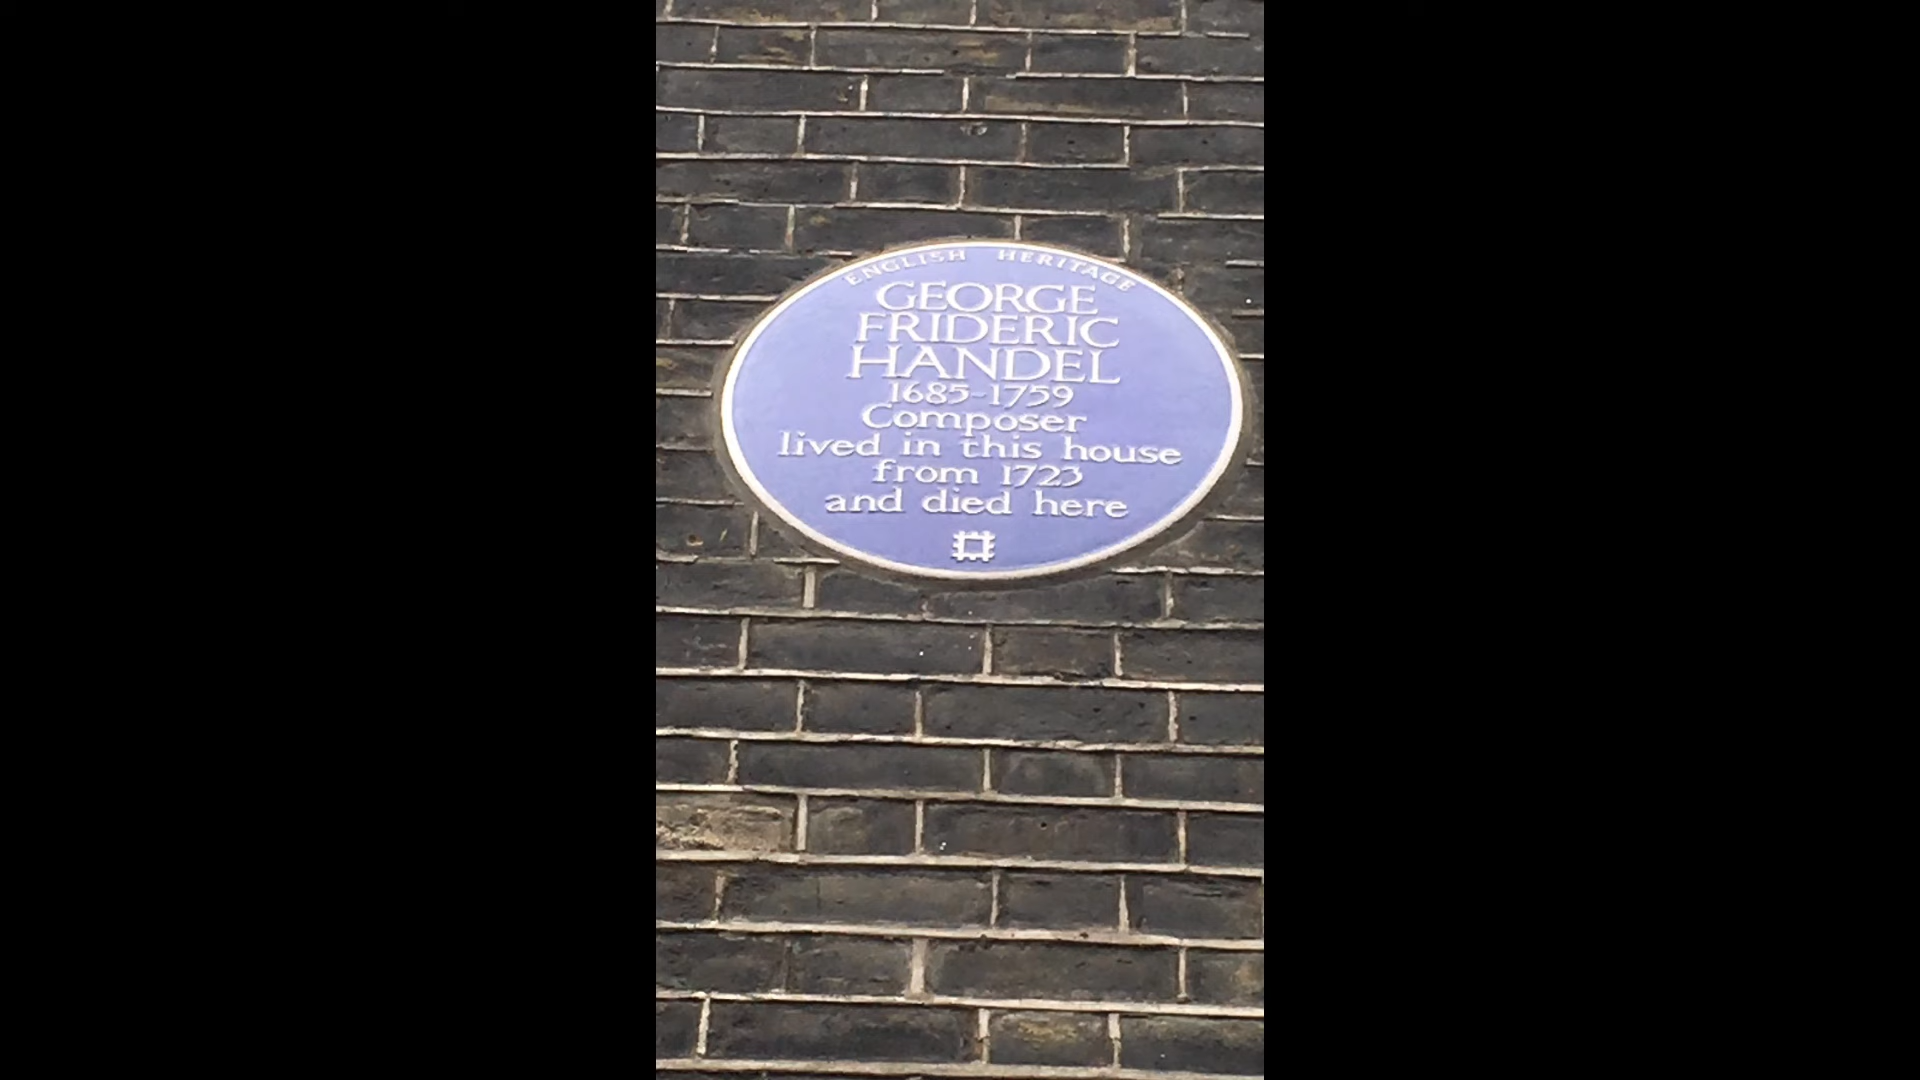 ENGLISH HERITAGE
GEORGE
FRIDERIC
HANDEL
1685-1759
Composer
lived in this house
from 1723
and died here